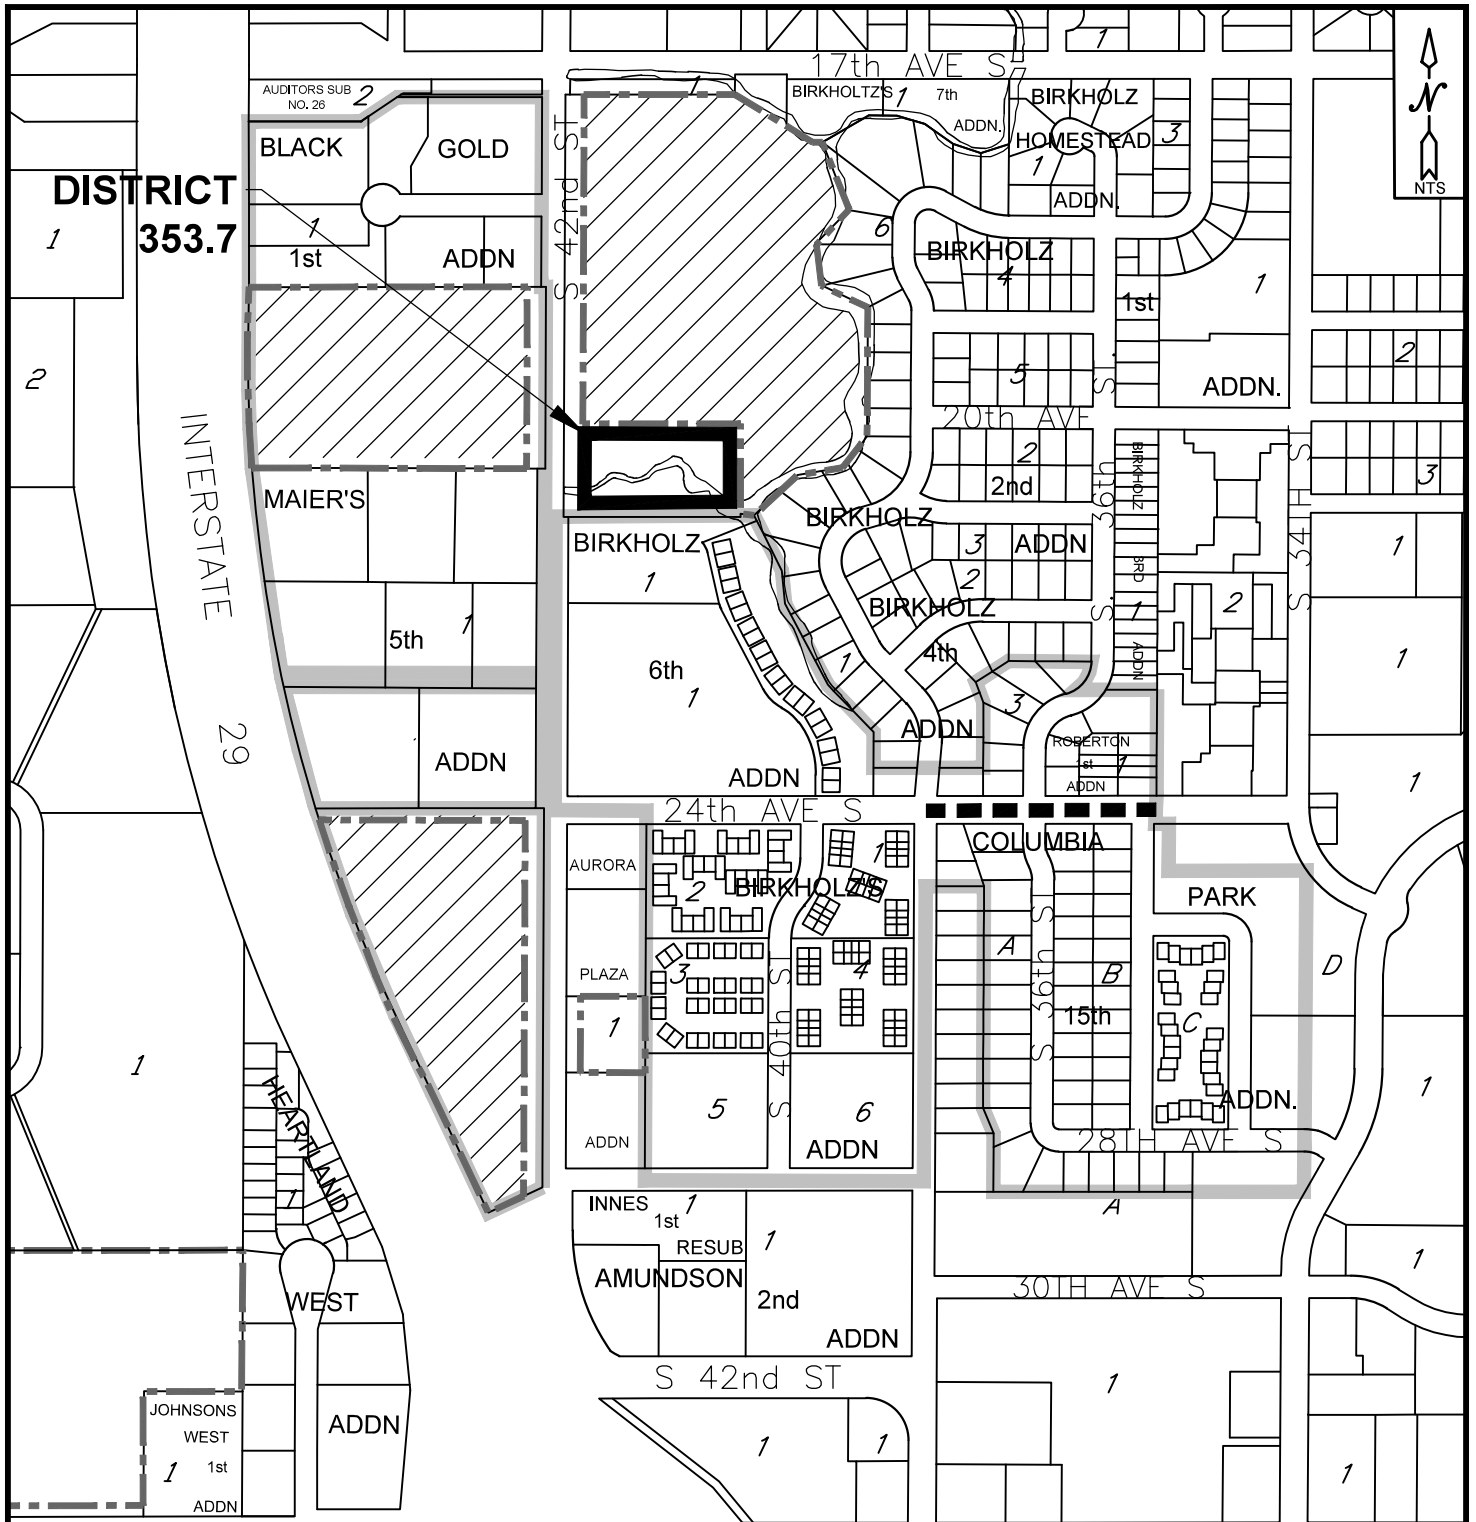 17th AVE S
1
N
NTS
AUDITORS SUB
NO. 26
2
BIRKHOLTZ'S 1 7th
ADDN.
1
BIRKHOLZ
HOMESTEAD
1
3
ADDN.
BLACK GOLD
1
1st ADDN
DISTRICT
353.7
S 42nd ST
1
2
6
BIRKHOLZ
4
1st
1
ADDN.
5
20th AVE
2
2nd
BIRKHOLZ
3
ADDN
2
BIRKHOLZ
4th
1
3
ADDN
S. 36th ST.
BIRKHOLZ
3RD
ADDN
1
2
S 34TH ST
2
3
1
1
1
INTERSTATE
29
MAIER'S
5th 1
ADDN
BIRKHOLZ
1
6th
1
ADDN
ROBERTON
1st 1
ADDN
24th AVE S
AURORA
PLAZA
1
ADDN
2
BIRKHOLZ'S
1
3
4
S 40th ST
5
6
ADDN
COLUMBIA
PARK
A
S 36th ST
B
15th
C
D
ADDN.
28TH AVE S
A
1
1
HEARTLAND
1
WEST
ADDN
1
INNES 1
1st
RESUB
1
AMUNDSON
2nd
ADDN
30TH AVE S
1
S 42nd ST
1
1
1
1
JOHNSONS
WEST
1 1st
ADDN